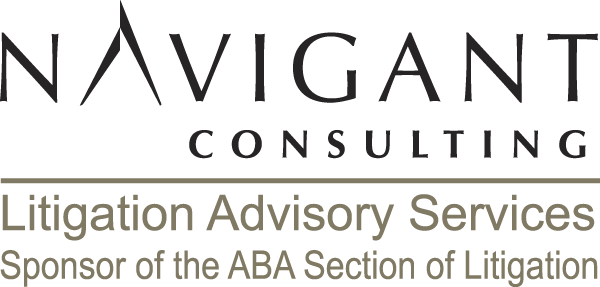 NAVIGANT
CONSULTING
Litigation Advisory Services
Sponsor of the ABA Section of Litigation